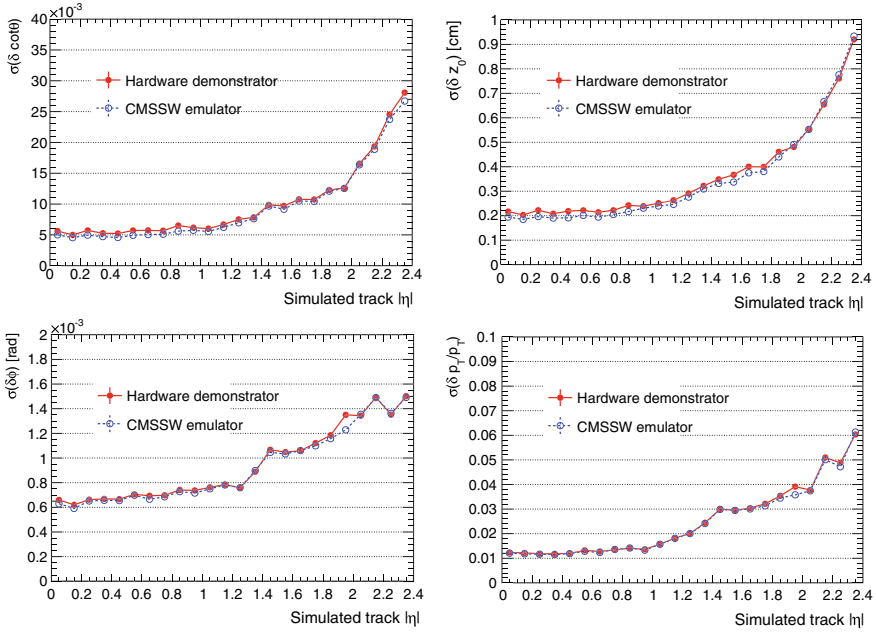 ×10⁻³
σ(δ cotθ)
40
35
30
25
20
15
10
5
0
Hardware demonstrator
CMSSW emulator
0 0.2 0.4 0.6 0.8 1 1.2 1.4 1.6 1.8 2 2.2 2.4
Simulated track |η|
σ(δ z₀) [cm]
1
0.9
0.8
0.7
0.6
0.5
0.4
0.3
0.2
0.1
0
Hardware demonstrator
CMSSW emulator
0 0.2 0.4 0.6 0.8 1 1.2 1.4 1.6 1.8 2 2.2 2.4
Simulated track |η|
×10⁻³
σ(δϕ) [rad]
2
1.8
1.6
1.4
1.2
1
0.8
0.6
0.4
0.2
0
Hardware demonstrator
CMSSW emulator
0 0.2 0.4 0.6 0.8 1 1.2 1.4 1.6 1.8 2 2.2 2.4
Simulated track |η|
σ(δ p_T/p_T)
0.1
0.09
0.08
0.07
0.06
0.05
0.04
0.03
0.02
0.01
0
Hardware demonstrator
CMSSW emulator
0 0.2 0.4 0.6 0.8 1 1.2 1.4 1.6 1.8 2 2.2 2.4
Simulated track |η|